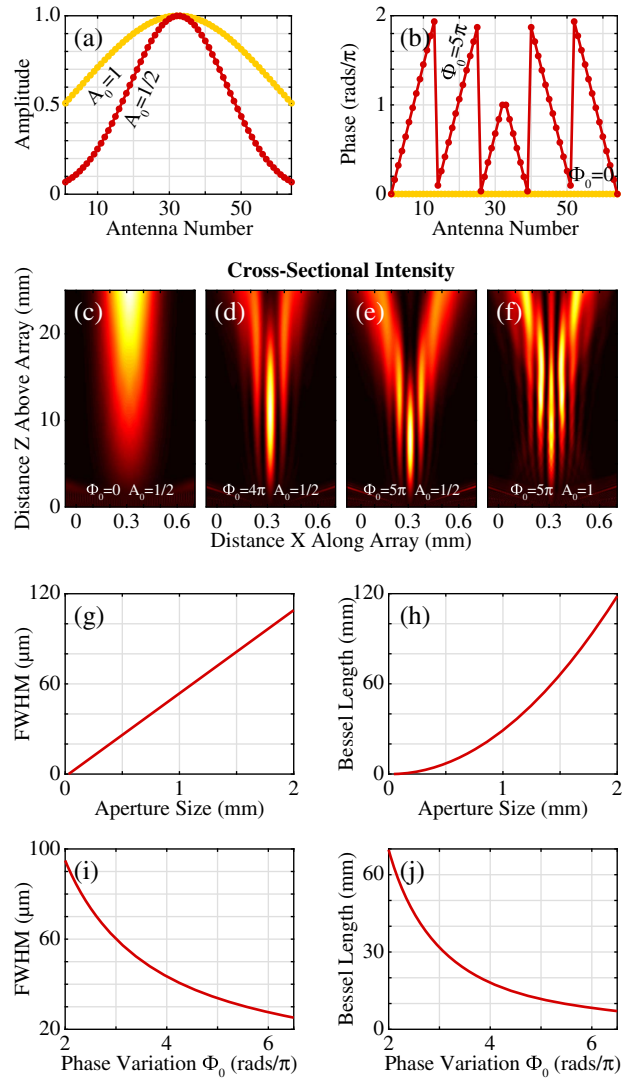 (a)
A₀=1
A₀=1/2
1.0
0.5
0
Amplitude
10 30 50
Antenna Number
(b)
Φ₀=5π
Φ₀=0
2
1
0
Phase (rads/π)
10 30 50
Antenna Number
Cross-Sectional Intensity
Distance Z Above Array (mm)
20
10
0
(c) (d) (e) (f)
Φ₀=0 A₀=1/2 Φ₀=4π A₀=1/2 Φ₀=5π A₀=1/2 Φ₀=5π A₀=1
0 0.3 0.6 0 0.3 0.6 0 0.3 0.6 0 0.3 0.6
Distance X Along Array (mm)
(g)
120
60
0
FWHM (μm)
0 1 2
Aperture Size (mm)
(h)
120
60
0
Bessel Length (mm)
0 1 2
Aperture Size (mm)
(i)
100
60
20
FWHM (μm)
2 4 6
Phase Variation Φ₀ (rads/π)
(j)
60
30
0
Bessel Length (mm)
2 4 6
Phase Variation Φ₀ (rads/π)